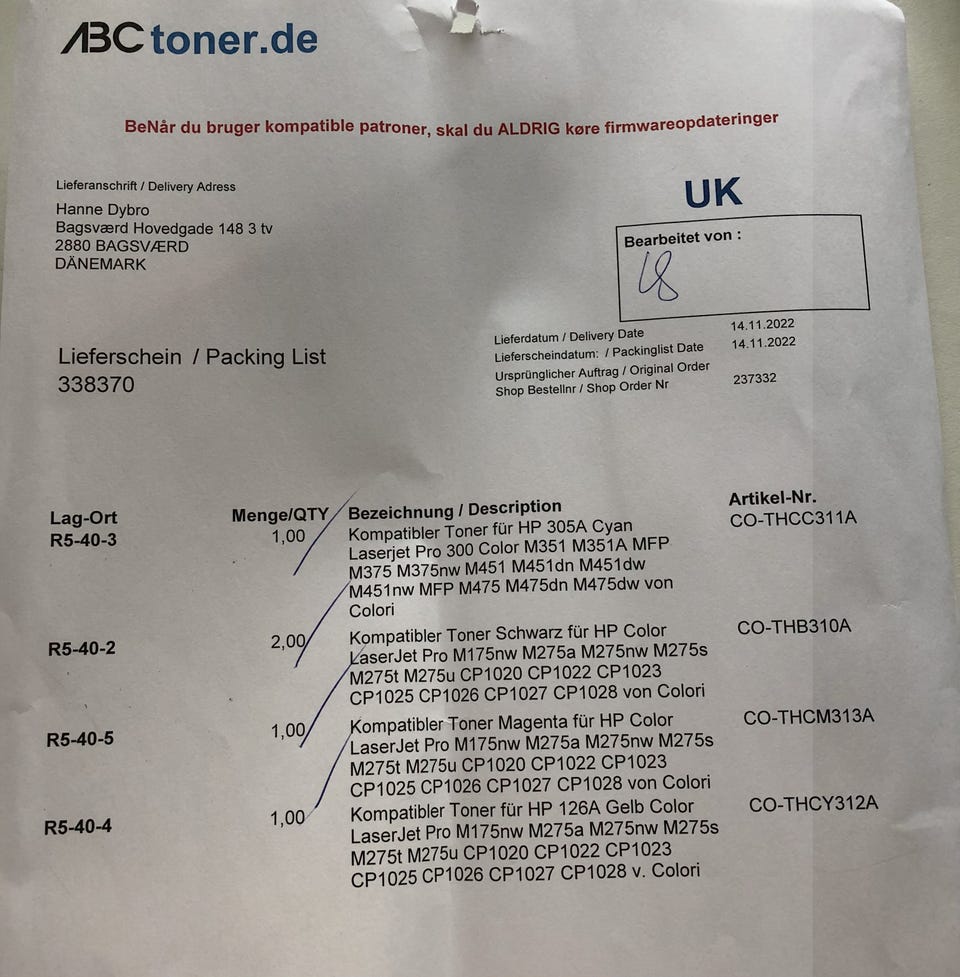 ABC toner.de
BeNår du bruger kompatible patroner, skal du ALDRIG køre firmwareopdateringer
Lieferanschrift / Delivery Adress
Hanne Dybro
Bagsværd Hovedgade 148 3 tv
2880 BAGSVÆRD
DÄNEMARK
UK
Bearbeitet von :
Lieferschein / Packing List
338370
Lieferdatum / Delivery Date 14.11.2022
Lieferscheindatum: / Packinglist Date 14.11.2022
Ursprünglicher Auftrag / Original Order
Shop Bestellnr / Shop Order Nr 237332
Lag-Ort Menge/QTY Bezeichnung / Description Artikel-Nr.
R5-40-3 1,00 Kompatibler Toner für HP 305A Cyan CO-THCC311A
Laserjet Pro 300 Color M351 M351A MFP
M375 M375nw M451 M451dn M451dw
M451nw MFP M475 M475dn M475dw von
Colori
R5-40-2 2,00 Kompatibler Toner Schwarz für HP Color CO-THB310A
LaserJet Pro M175nw M275a M275nw M275s
M275t M275u CP1020 CP1022 CP1023
CP1025 CP1026 CP1027 CP1028 von Colori
R5-40-5 1,00 Kompatibler Toner Magenta für HP Color CO-THCM313A
LaserJet Pro M175nw M275a M275nw M275s
M275t M275u CP1020 CP1022 CP1023
CP1025 CP1026 CP1027 CP1028 von Colori
R5-40-4 1,00 Kompatibler Toner für HP 126A Gelb Color CO-THCY312A
LaserJet Pro M175nw M275a M275nw M275s
M275t M275u CP1020 CP1022 CP1023
CP1025 CP1026 CP1027 CP1028 v. Colori